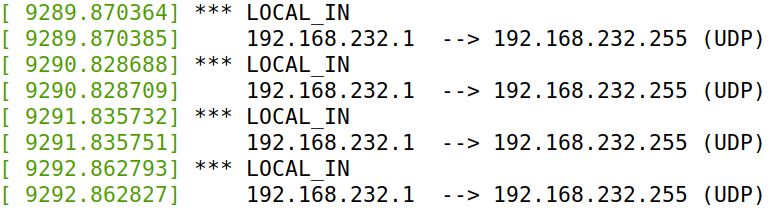 [ 9289.870364] *** LOCAL_IN
[ 9289.870385]     192.168.232.1  --> 192.168.232.255 (UDP)
[ 9290.828688] *** LOCAL_IN
[ 9290.828709]     192.168.232.1  --> 192.168.232.255 (UDP)
[ 9291.835732] *** LOCAL_IN
[ 9291.835751]     192.168.232.1  --> 192.168.232.255 (UDP)
[ 9292.862793] *** LOCAL_IN
[ 9292.862827]     192.168.232.1  --> 192.168.232.255 (UDP)